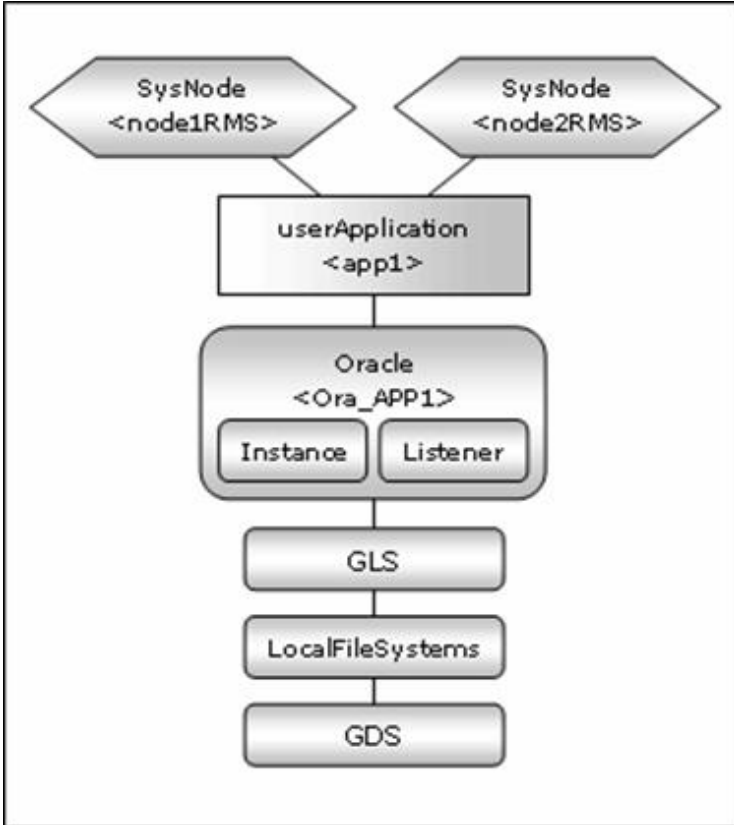 SysNode
<node1RMS>
SysNode
<node2RMS>
userApplication
<app1>
Oracle
<Ora_APP1>
Instance
Listener
GLS
LocalFileSystems
GDS